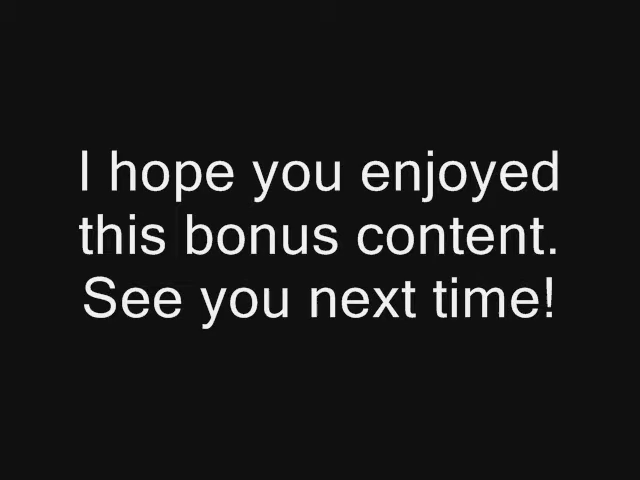 I hope you enjoyed
this bonus content.
See you next time!